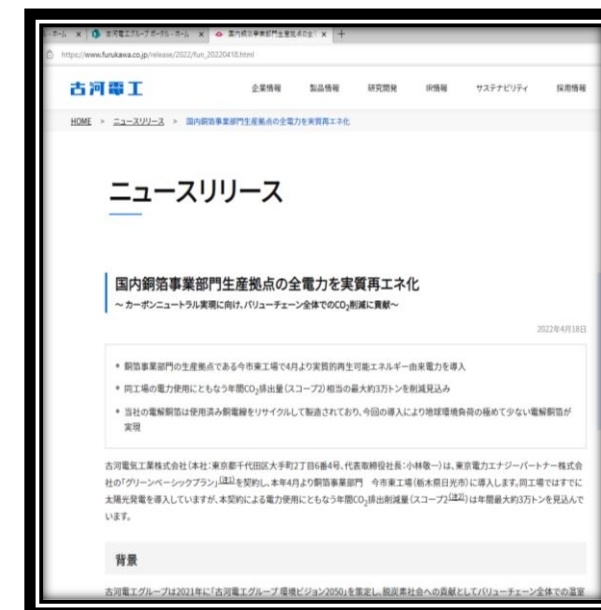 古河電工グループポータル - ホーム
https://www.furukawa.co.jp/release/2022/fun_20220418.html
古河電工
企業情報 製品情報 研究開発 IR情報 サステナビリティ 採用情報
HOME > ニュースリリース > 国内銅箔事業部門生産拠点の全電力を実質再エネ化
ニュースリリース
国内銅箔事業部門生産拠点の全電力を実質再エネ化
~ カーボンニュートラル実現に向け、バリューチェーン全体でのCO₂削減に貢献~
2022年4月18日
* 銅箔事業部門の生産拠点である今市東工場で4月より実質的再生可能エネルギー由来電力を導入
* 同工場の電力使用にともなう年間CO₂排出量(スコープ2)相当の最大約3万トンを削減見込み
* 当社の電解銅箔は使用済み銅電線をリサイクルして製造されており、今回の導入により地球環境負荷の極めて少ない電解銅箔が
実現
古河電気工業株式会社(本社:東京都千代田区大手町2丁目6番4号、代表取締役社長:小林敬一)は、東京電力エナジーパートナー株式会
社の「グリーンベーシックプラン」(注1)を契約し、本年4月より銅箔事業部門 今市東工場(栃木県日光市)に導入します。同工場ではすでに
太陽光発電を導入していますが、本契約による電力使用にともなう年間CO₂排出削減量(スコープ2(注2))は年間最大約3万トンを見込んで
います。
背景
古河電工グループは2021年に「古河電工グループ 環境ビジョン2050」を策定し、脱炭素社会への貢献としてバリューチェーン全体での温室